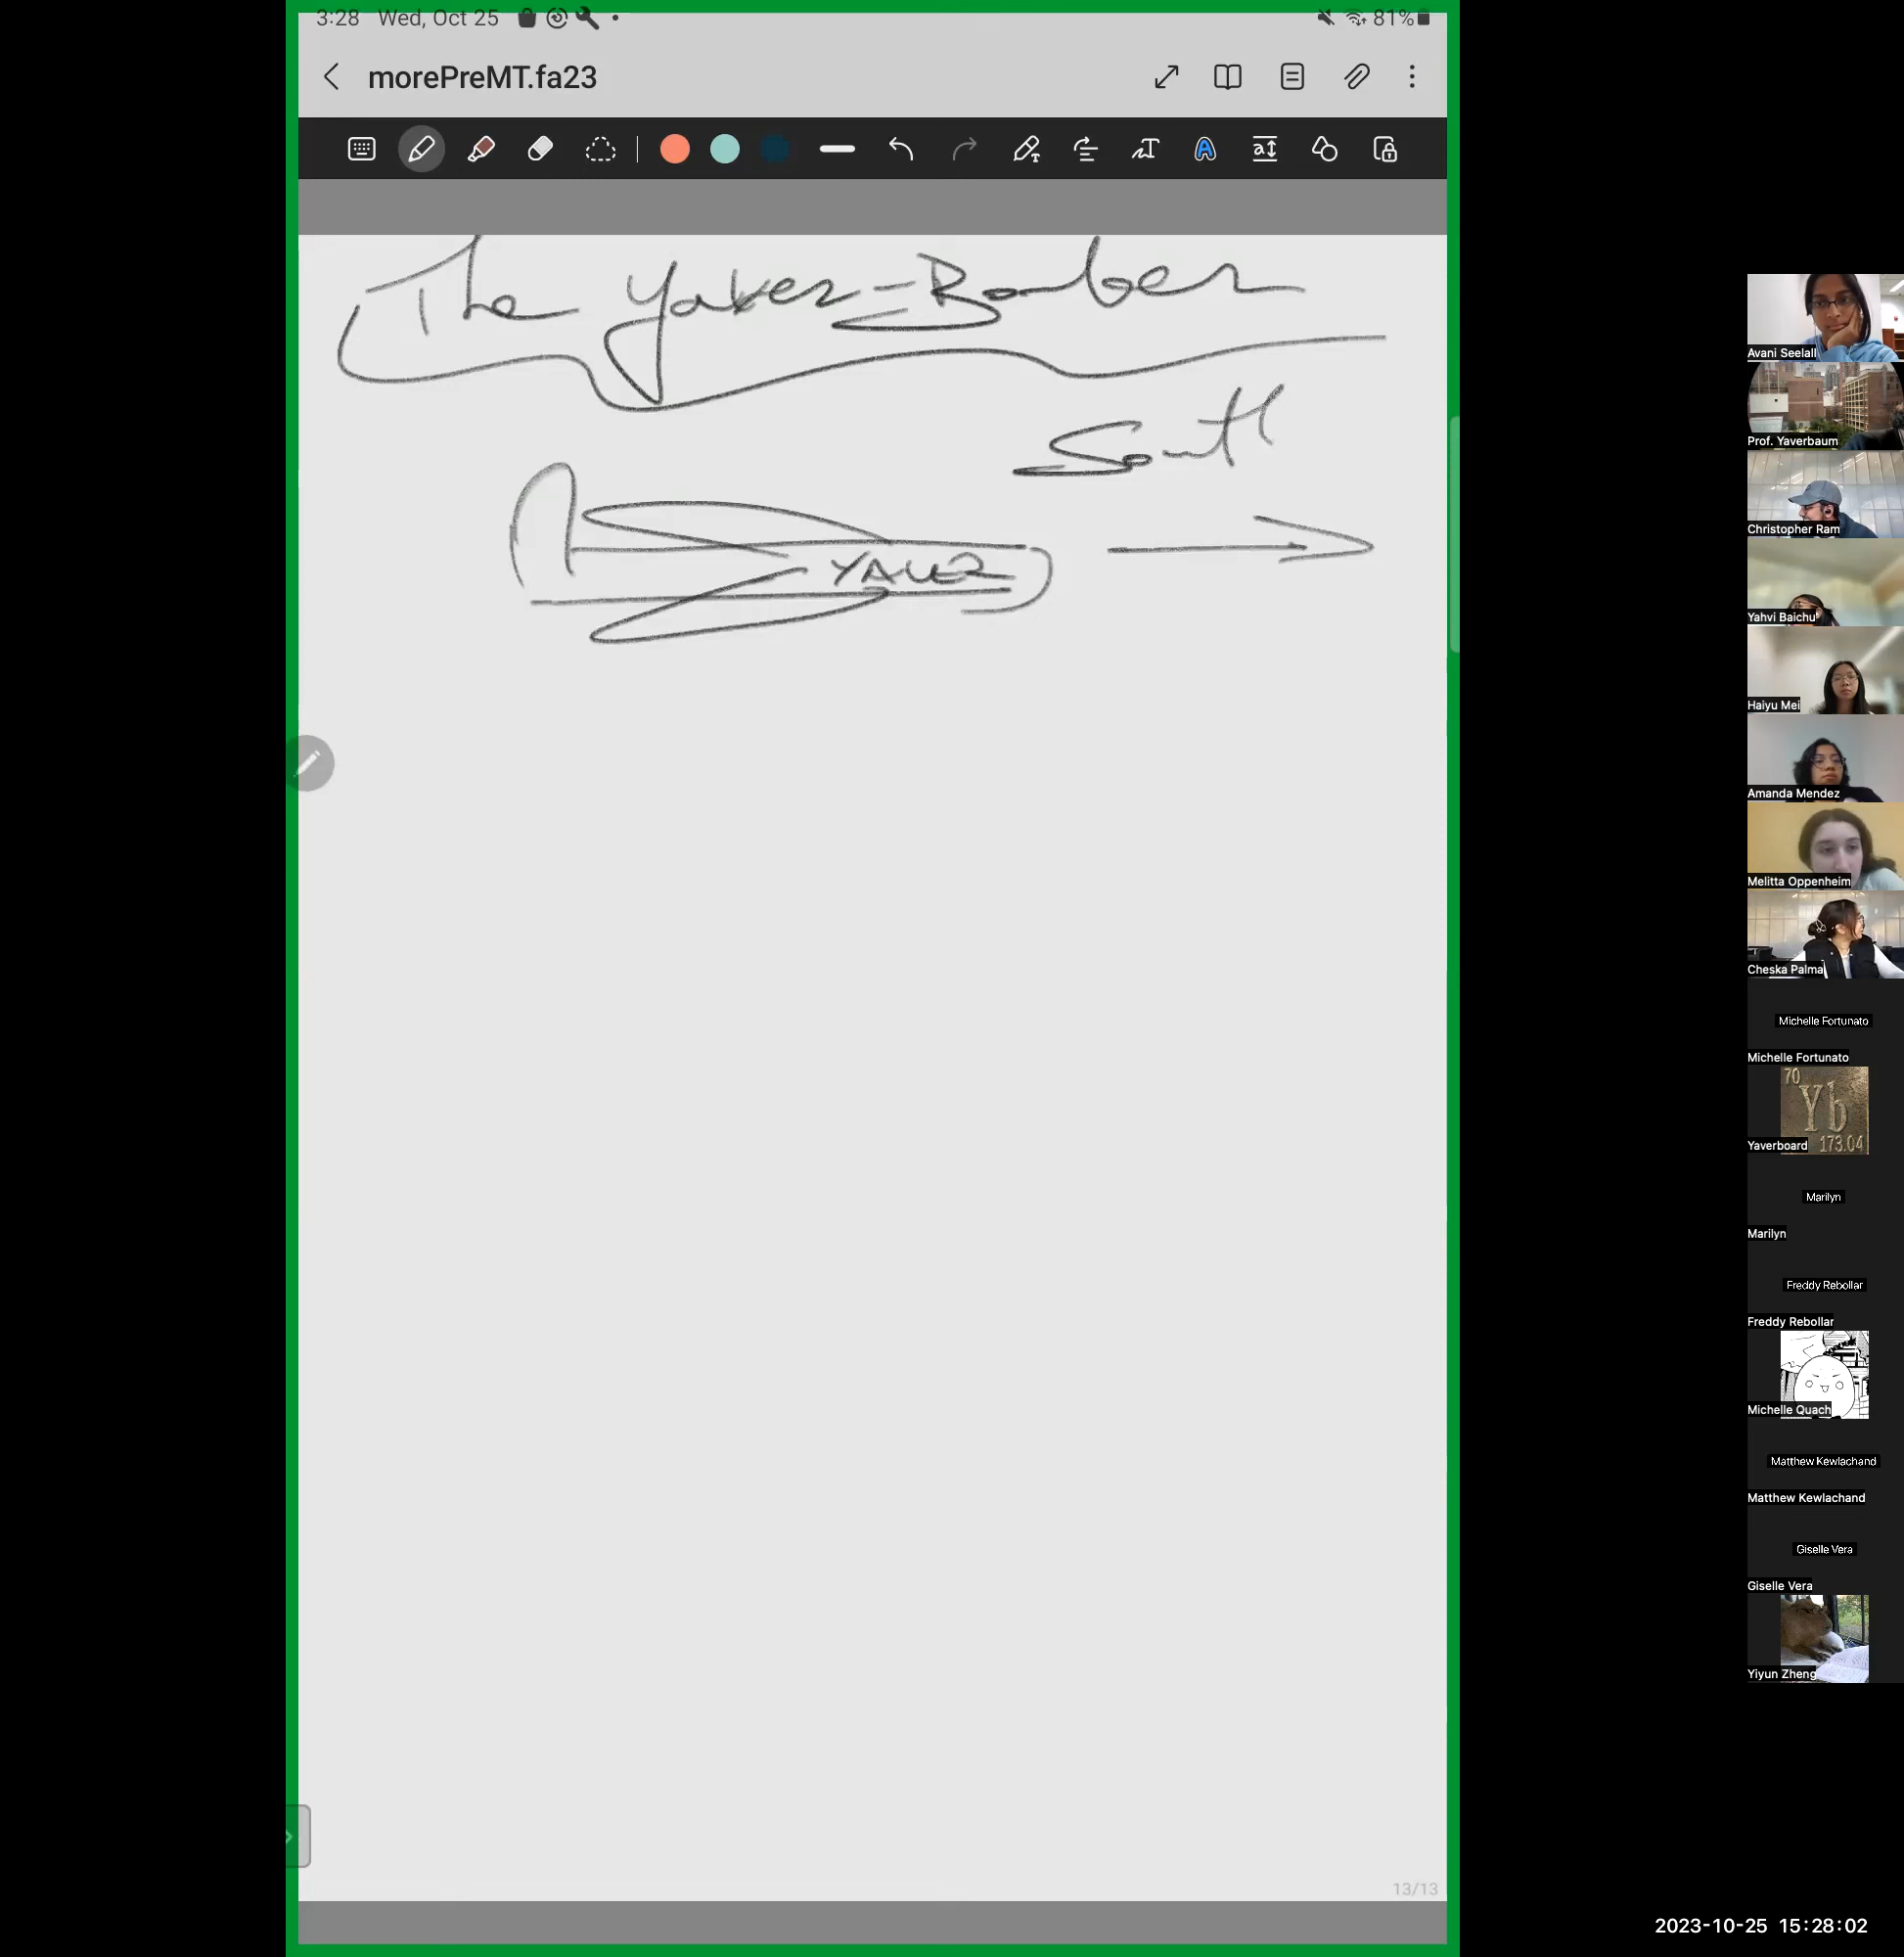 3:28 Wed, Oct 25
81%
morePreMT.fa23
The Yaver-Bomber
South
YAVER
13/13
Avani Seelall
Prof. Yaverbaum
Christopher Ram
Yahvi Baichu
Haiyu Mei
Amanda Mendez
Melitta Oppenheim
Cheska Palma
Michelle Fortunato
Michelle Fortunato
70
Yb
173.04
Yaverboard
Marilyn
Marilyn
Freddy Rebollar
Freddy Rebollar
Michelle Quach
Matthew Kewlachand
Matthew Kewlachand
Giselle Vera
Giselle Vera
Yiyun Zheng
2023-10-25 15:28:02